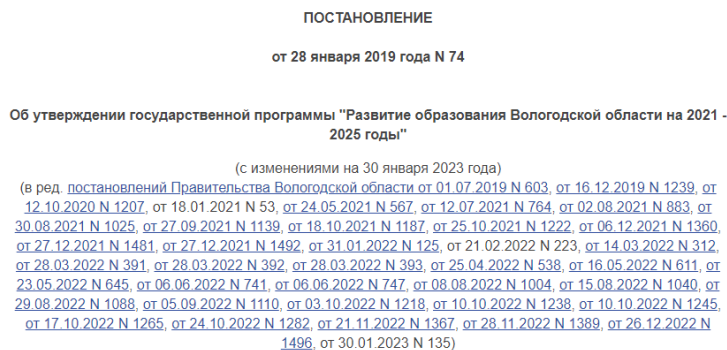 ПОСТАНОВЛЕНИЕ
от 28 января 2019 года N 74
Об утверждении государственной программы "Развитие образования Вологодской области на 2021 -
2025 годы"
(с изменениями на 30 января 2023 года)
(в ред. постановлений Правительства Вологодской области от 01.07.2019 N 603, от 16.12.2019 N 1239, от
12.10.2020 N 1207, от 18.01.2021 N 53, от 24.05.2021 N 567, от 12.07.2021 N 764, от 02.08.2021 N 883, от
30.08.2021 N 1025, от 27.09.2021 N 1139, от 18.10.2021 N 1187, от 25.10.2021 N 1222, от 06.12.2021 N 1360,
от 27.12.2021 N 1481, от 27.12.2021 N 1492, от 31.01.2022 N 125, от 21.02.2022 N 223, от 14.03.2022 N 312,
от 28.03.2022 N 391, от 28.03.2022 N 392, от 28.03.2022 N 393, от 25.04.2022 N 538, от 16.05.2022 N 611, от
23.05.2022 N 645, от 06.06.2022 N 741, от 06.06.2022 N 747, от 08.08.2022 N 1004, от 15.08.2022 N 1040, от
29.08.2022 N 1088, от 05.09.2022 N 1110, от 03.10.2022 N 1218, от 10.10.2022 N 1238, от 10.10.2022 N 1245,
от 17.10.2022 N 1265, от 24.10.2022 N 1282, от 21.11.2022 N 1367, от 28.11.2022 N 1389, от 26.12.2022 N
1496, от 30.01.2023 N 135)